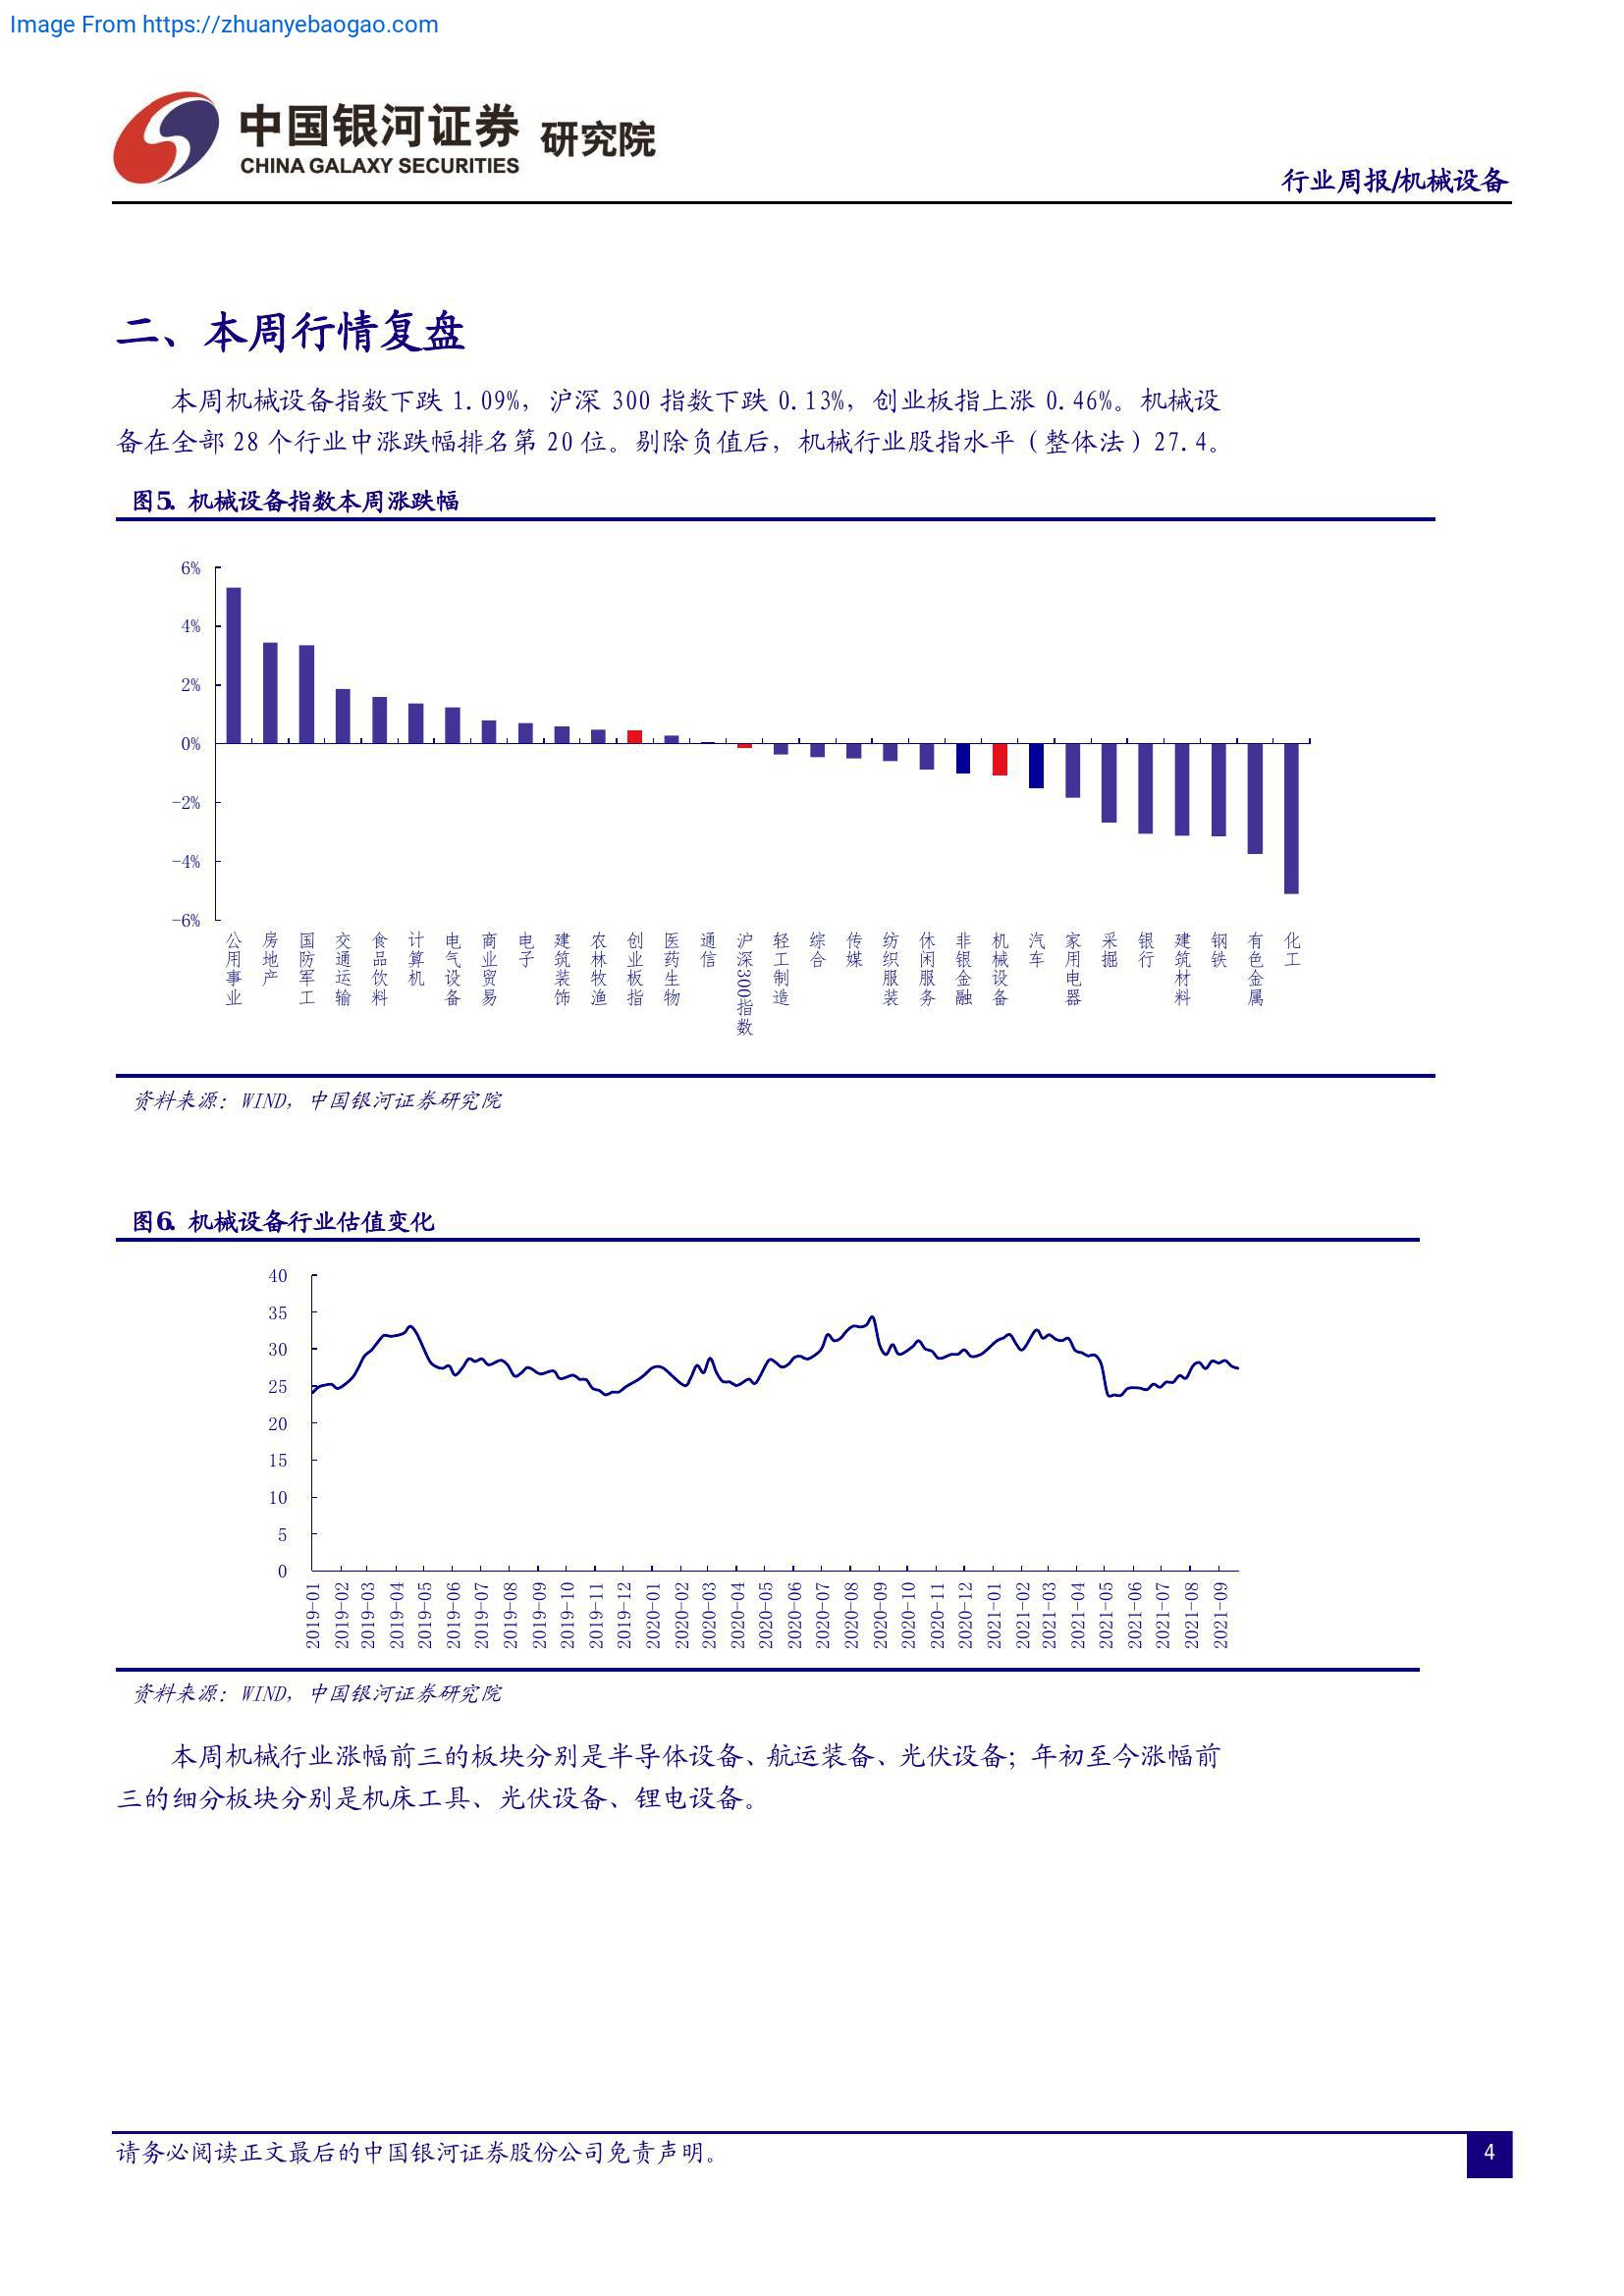 Image From https://zhuanyebaogao.com
中国银河证券 研究院
CHINA GALAXY SECURITIES
行业周报/机械设备
二、本周行情复盘
本周机械设备指数下跌 1.09%，沪深 300 指数下跌 0.13%，创业板指上涨 0.46%。机械设
备在全部 28 个行业中涨跌幅排名第 20 位。剔除负值后，机械行业股指水平（整体法）27.4。
图5. 机械设备指数本周涨跌幅
6%
4%
2%
0%
-2%
-4%
-6%
公用事业
房地产
国防军工
交通运输
食品饮料
计算机
电气设备
商业贸易
电子
建筑装饰
农林牧渔
创业板指
医药生物
通信
沪深300指数
轻工制造
综合
传媒
纺织服装
休闲服务
非银金融
机械设备
汽车
家用电器
采掘
银行
建筑材料
钢铁
有色金属
化工
资料来源：WIND，中国银河证券研究院
图6. 机械设备行业估值变化
40
35
30
25
20
15
10
5
0
2019-01
2019-02
2019-03
2019-04
2019-05
2019-06
2019-07
2019-08
2019-09
2019-10
2019-11
2019-12
2020-01
2020-02
2020-03
2020-04
2020-05
2020-06
2020-07
2020-08
2020-09
2020-10
2020-11
2020-12
2021-01
2021-02
2021-03
2021-04
2021-05
2021-06
2021-07
2021-08
2021-09
资料来源：WIND，中国银河证券研究院
本周机械行业涨幅前三的板块分别是半导体设备、航运装备、光伏设备；年初至今涨幅前
三的细分板块分别是机床工具、光伏设备、锂电设备。
请务必阅读正文最后的中国银河证券股份公司免责声明。
4